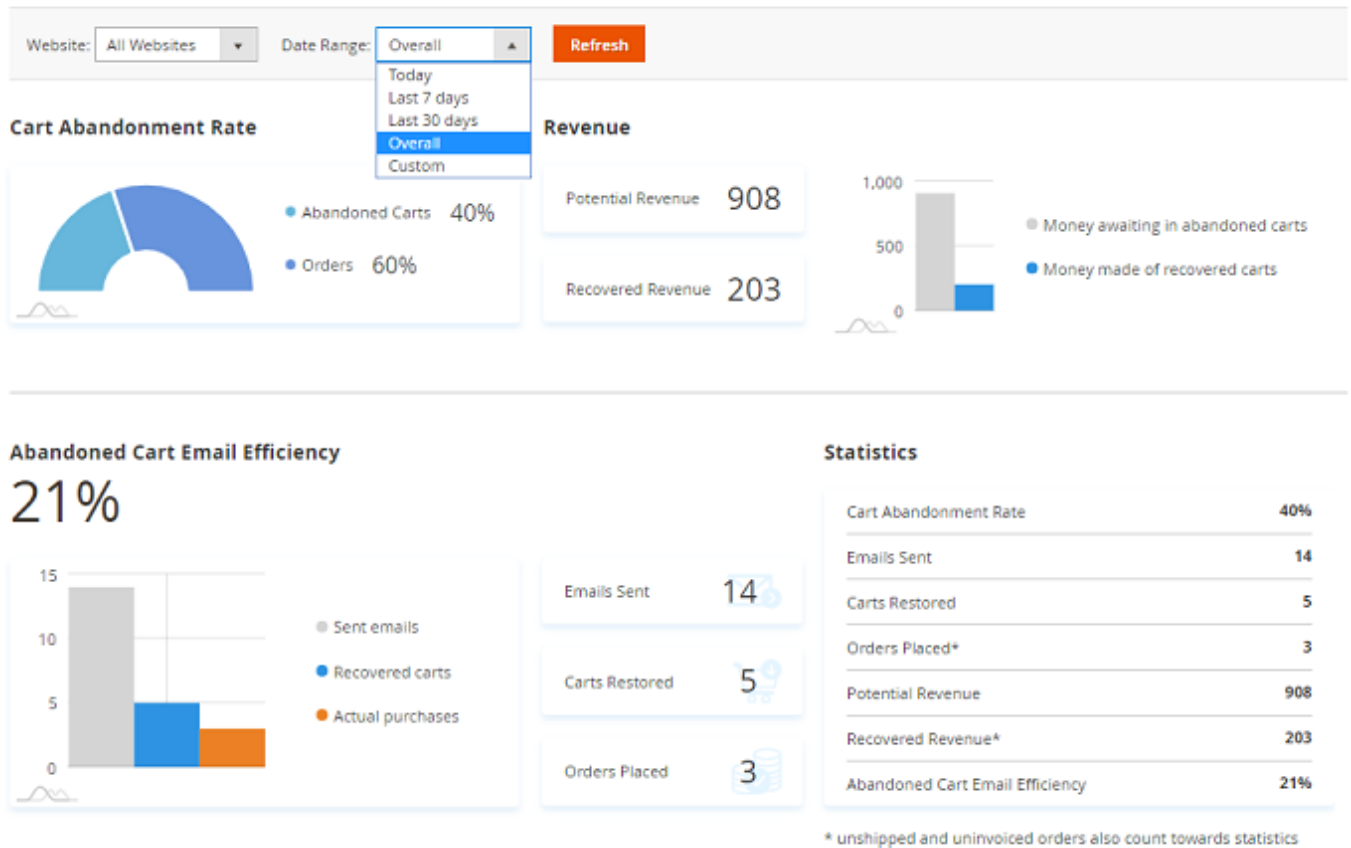 Website: All Websites Date Range: Overall Refresh
Today
Last 7 days
Last 30 days
Overall
Custom
Cart Abandonment Rate
Abandoned Carts 40%
Orders 60%
Revenue
Potential Revenue 908
Recovered Revenue 203
1,000
500
0
Money awaiting in abandoned carts
Money made of recovered carts
Abandoned Cart Email Efficiency
21%
15
10
5
0
Sent emails
Recovered carts
Actual purchases
Emails Sent 14
Carts Restored 5
Orders Placed 3
Statistics
Cart Abandonment Rate 40%
Emails Sent 14
Carts Restored 5
Orders Placed* 3
Potential Revenue 908
Recovered Revenue* 203
Abandoned Cart Email Efficiency 21%
* unshipped and uninvoiced orders also count towards statistics